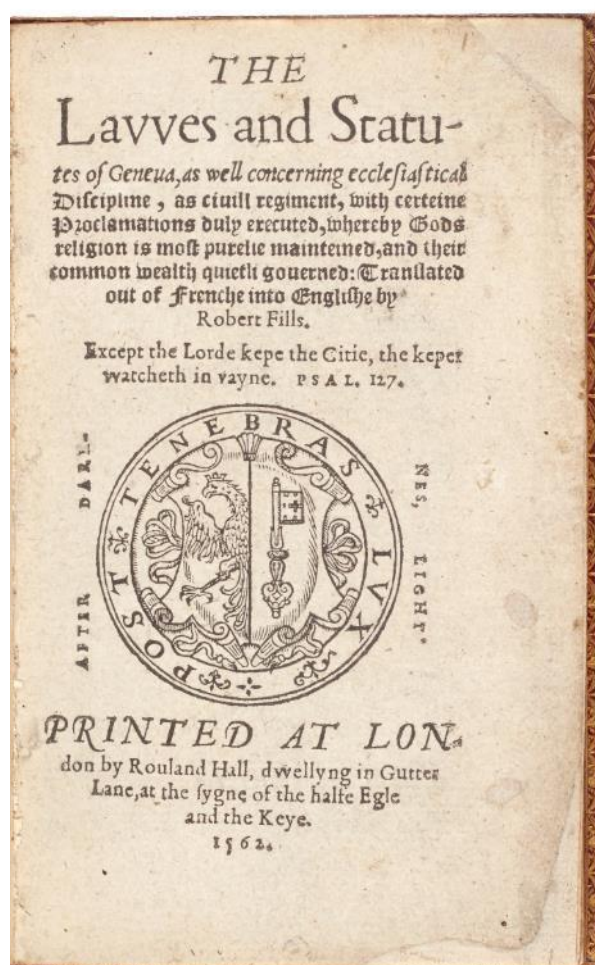 THE
Lavves and Statu-
tes of Geneua, as well concerning ecclesiastical
Discipline, as ciuill regiment, with certeine
Proclamations duly executed, whereby Gods
religion is most purelie mainteined, and their
common wealth quietli gouerned: Translated
out of Frenche into Englishe by
Robert Fills.
Except the Lorde kepe the Citie, the keper
watcheth in vayne. PSAL. 127.
POST TENEBRAS LUX
AFTER DARK-
NES, LIGHT.
PRINTED AT LON-
don by Rouland Hall, dwellyng in Gutter
Lane, at the sygne of the halfe Egle
and the Keye.
1562.